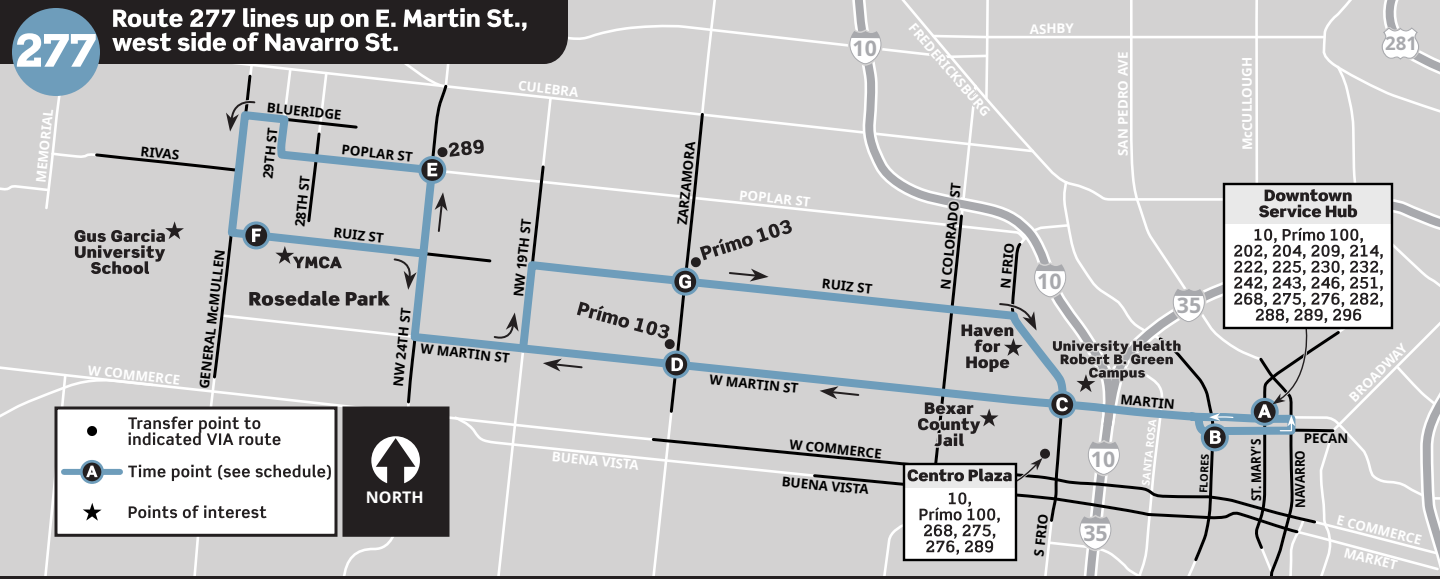 277
Route 277 lines up on E. Martin St.,
west side of Navarro St.
10
FREDERICKSBURG
ASHBY
281
SAN PEDRO AVE
McCULLOUGH
MEMORIAL
CULEBRA
BLUERIDGE
RIVAS
29TH ST
POPLAR ST
E
289
28TH ST
ZARZAMORA
POPLAR ST
N COLORADO ST
Downtown
Service Hub
10, Prímo 100,
202, 204, 209, 214,
222, 225, 230, 232,
242, 243, 246, 251,
268, 275, 276, 282,
288, 289, 296
Gus Garcia
University
School
F
RUIZ ST
YMCA
Rosedale Park
GENERAL McMULLEN
NW 24TH ST
NW 19TH ST
Prímo 103
G
RUIZ ST
N FRIO
10
35
Prímo 103
W MARTIN ST
D
W MARTIN ST
Haven
for
Hope
University Health
Robert B. Green
Campus
BROADWAY
W COMMERCE
Bexar
County
Jail
C
MARTIN
A
B
PECAN
Transfer point to
indicated VIA route
A
Time point (see schedule)
Points of interest
NORTH
BUENA VISTA
W COMMERCE
BUENA VISTA
Centro Plaza
10,
Prímo 100,
268, 275,
276, 289
S FRIO
10
35
SANTA ROSA
FLORES
ST. MARY'S
NAVARRO
E COMMERCE
MARKET